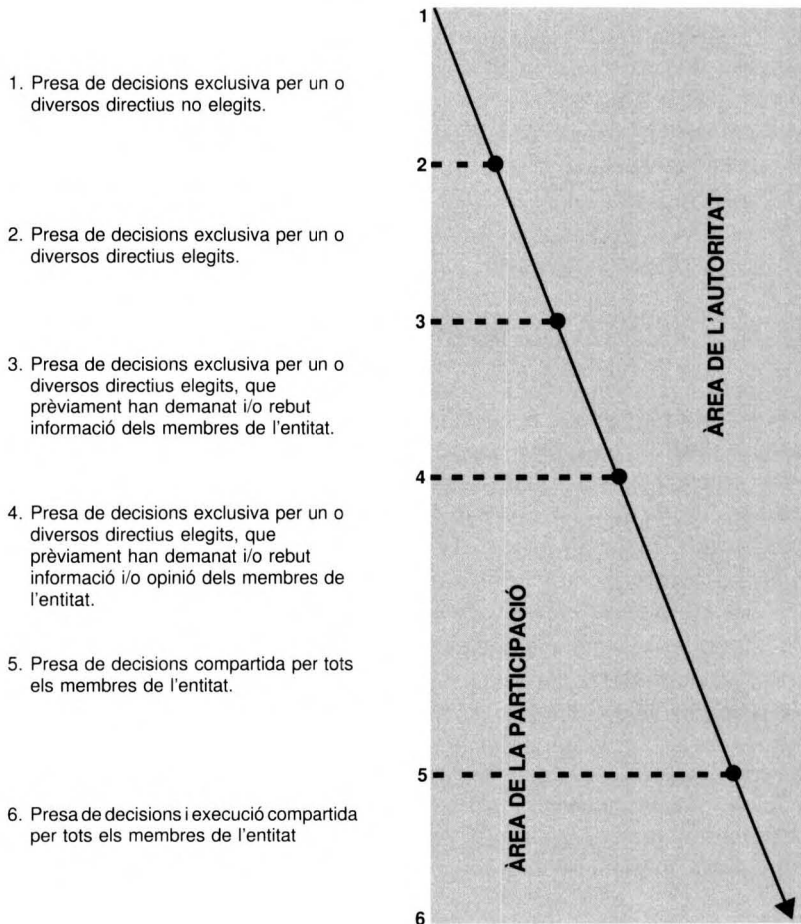 1. Presa de decisions exclusiva per un o
diversos directius no elegits.
2. Presa de decisions exclusiva per un o
diversos directius elegits.
3. Presa de decisions exclusiva per un o
diversos directius elegits, que
prèviament han demanat i/o rebut
informació dels membres de l'entitat.
4. Presa de decisions exclusiva per un o
diversos directius elegits, que
prèviament han demanat i/o rebut
informació i/o opinió dels membres de
l'entitat.
5. Presa de decisions compartida per tots
els membres de l'entitat.
6. Presa de decisions i execució compartida
per tots els membres de l'entitat
1
2
3
4
5
6
ÀREA DE LA PARTICIPACIÓ
ÀREA DE L'AUTORITAT